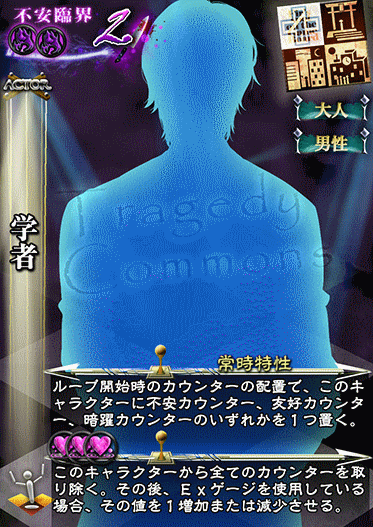 不安臨界
2
ACTOR
大人
男性
学者
Tragedy
Commons
常時特性
ループ開始時のカウンターの配置で、このキ
ャラクターに不安カウンター、友好カウンタ
ー、暗躍カウンターのいずれかを1つ置く。
このキャラクターから全てのカウンターを取
り除く。その後、Exゲージを使用している
場合、その値を1増加または減少させる。